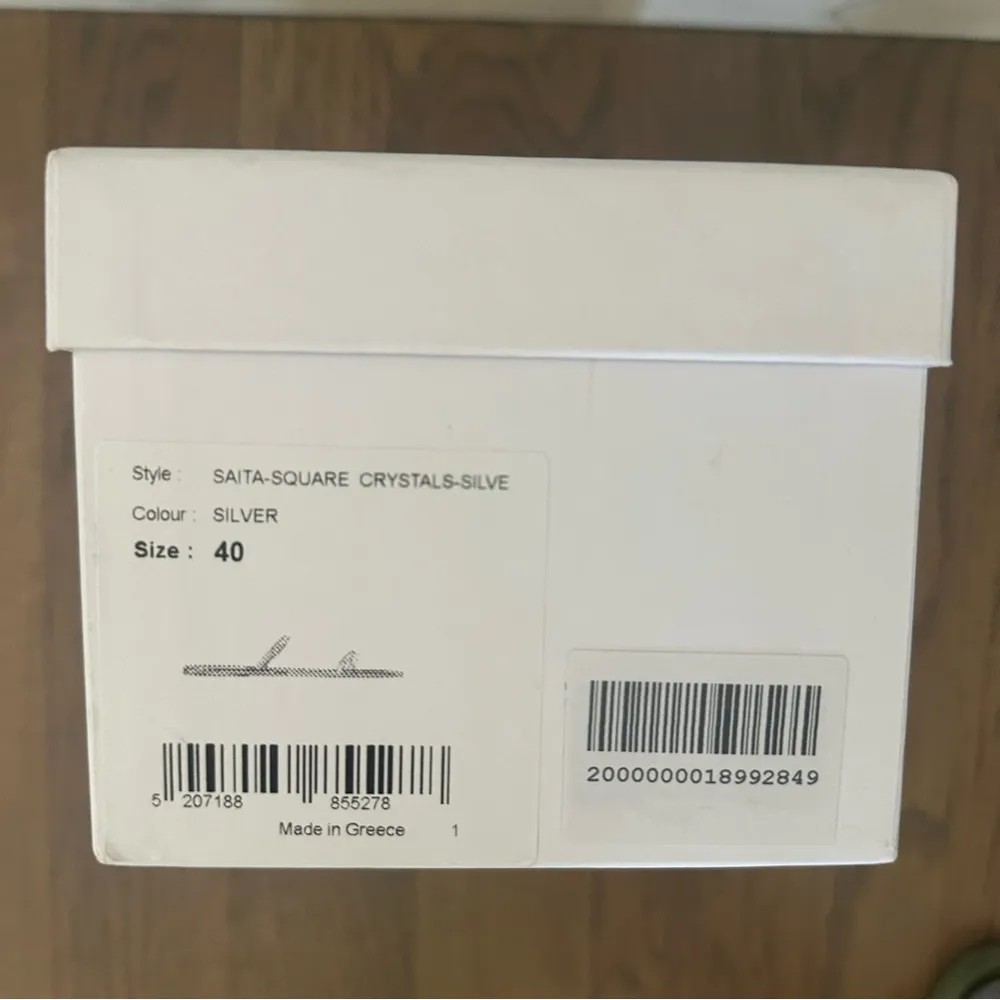 Style : SAITA-SQUARE CRYSTALS-SILVE
Colour : SILVER
Size : 40
5 207188 855278
Made in Greece 1
2000000018992849